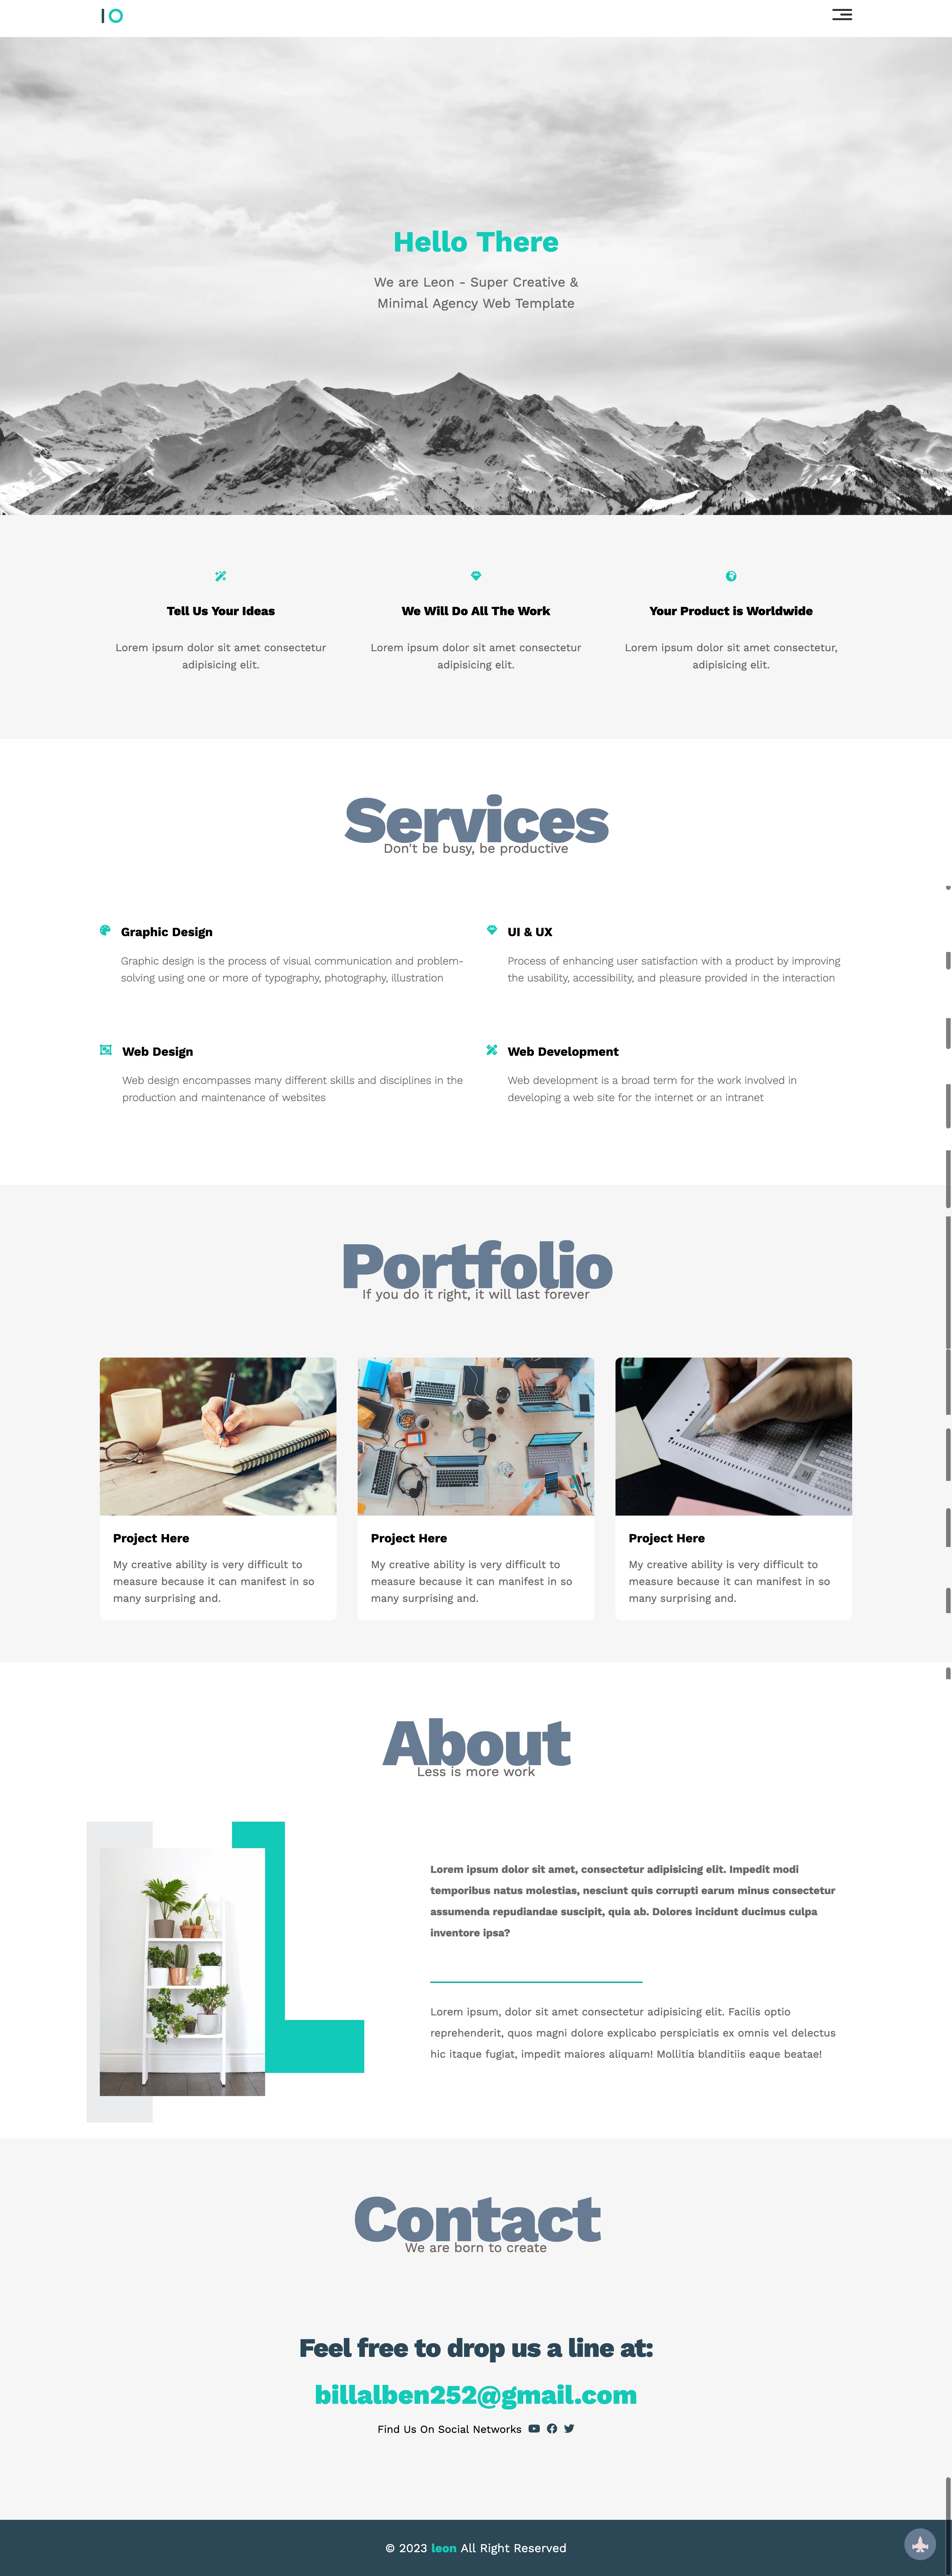 IO
Hello There
We are Leon - Super Creative &
Minimal Agency Web Template
Tell Us Your Ideas
Lorem ipsum dolor sit amet consectetur
adipisicing elit.
We Will Do All The Work
Lorem ipsum dolor sit amet consectetur
adipisicing elit.
Your Product is Worldwide
Lorem ipsum dolor sit amet consectetur,
adipisicing elit.
Services
Don't be busy, be productive
Graphic Design
Graphic design is the process of visual communication and problem-
solving using one or more of typography, photography, illustration
UI & UX
Process of enhancing user satisfaction with a product by improving
the usability, accessibility, and pleasure provided in the interaction
Web Design
Web design encompasses many different skills and disciplines in the
production and maintenance of websites
Web Development
Web development is a broad term for the work involved in
developing a web site for the internet or an intranet
Portfolio
If you do it right, it will last forever
Project Here
My creative ability is very difficult to
measure because it can manifest in so
many surprising and.
Project Here
My creative ability is very difficult to
measure because it can manifest in so
many surprising and.
Project Here
My creative ability is very difficult to
measure because it can manifest in so
many surprising and.
About
Less is more work
Lorem ipsum dolor sit amet, consectetur adipisicing elit. Impedit modi
temporibus natus molestias, nesciunt quis corrupti earum minus consectetur
assumenda repudiandae suscipit, quia ab. Dolores incidunt ducimus culpa
inventore ipsa?
Lorem ipsum, dolor sit amet consectetur adipisicing elit. Facilis optio
reprehenderit, quos magni dolore explicabo perspiciatis ex omnis vel delectus
hic itaque fugiat, impedit maiores aliquam! Mollitia blanditiis eaque beatae!
Contact
We are born to create
Feel free to drop us a line at:
billalben252@gmail.com
Find Us On Social Networks
© 2023 leon All Right Reserved